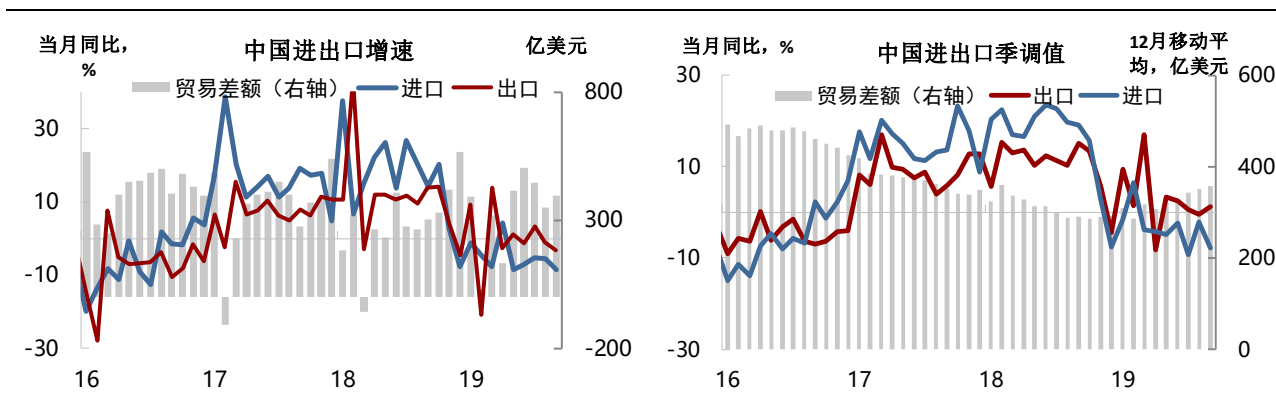 当月同比，
%
中国进出口增速
亿美元
贸易差额（右轴）
进口
出口
800
30
10
300
-10
-30
-200
16
17
18
19
当月同比，%
中国进出口季调值
12月移动平
均，亿美元
30
600
贸易差额（右轴）
出口
进口
10
400
-10
200
-30
0
16
17
18
19